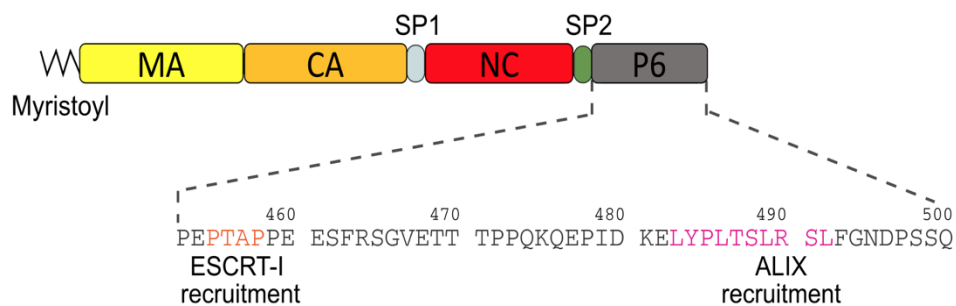 SP1 SP2
MA CA NC P6
Myristoyl
460 470 480 490 500
PEPTAPPE ESFRSGVETT TPPQKQEPID KELYPLTSLR SLFGNDPSSQ
ESCRT-I ALIX
recruitment recruitment